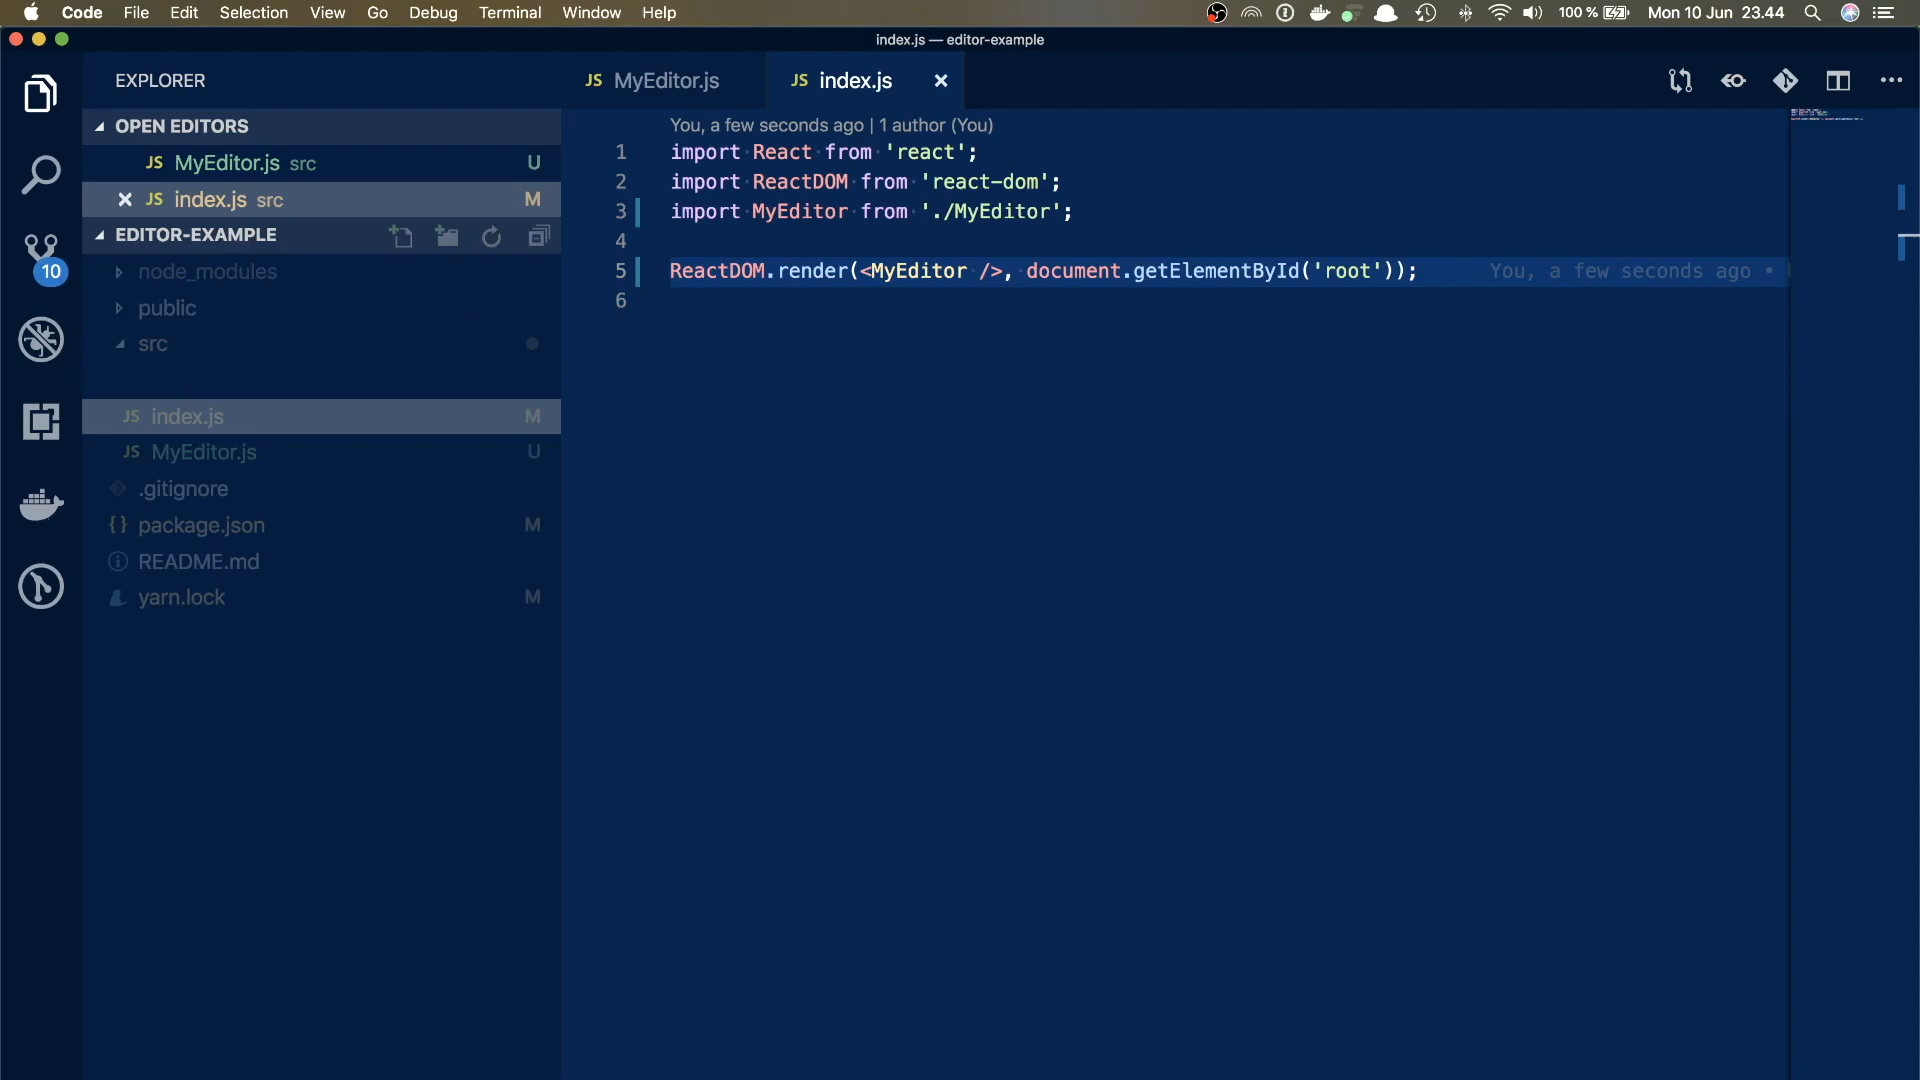 Code File Edit Selection View Go Debug Terminal Window Help 100 % Mon 10 Jun 23.44
index.js — editor-example
EXPLORER
OPEN EDITORS
JS MyEditor.js src U
JS index.js src M
EDITOR-EXAMPLE
10
node_modules
public
src
JS index.js M
JS MyEditor.js U
.gitignore
{} package.json M
README.md
yarn.lock M
JS MyEditor.js
JS index.js
You, a few seconds ago | 1 author (You)
1 import React from 'react';
2 import ReactDOM from 'react-dom';
3 import MyEditor from './MyEditor';
4
5 ReactDOM.render(<MyEditor />, document.getElementById('root')); You, a few seconds ago •
6